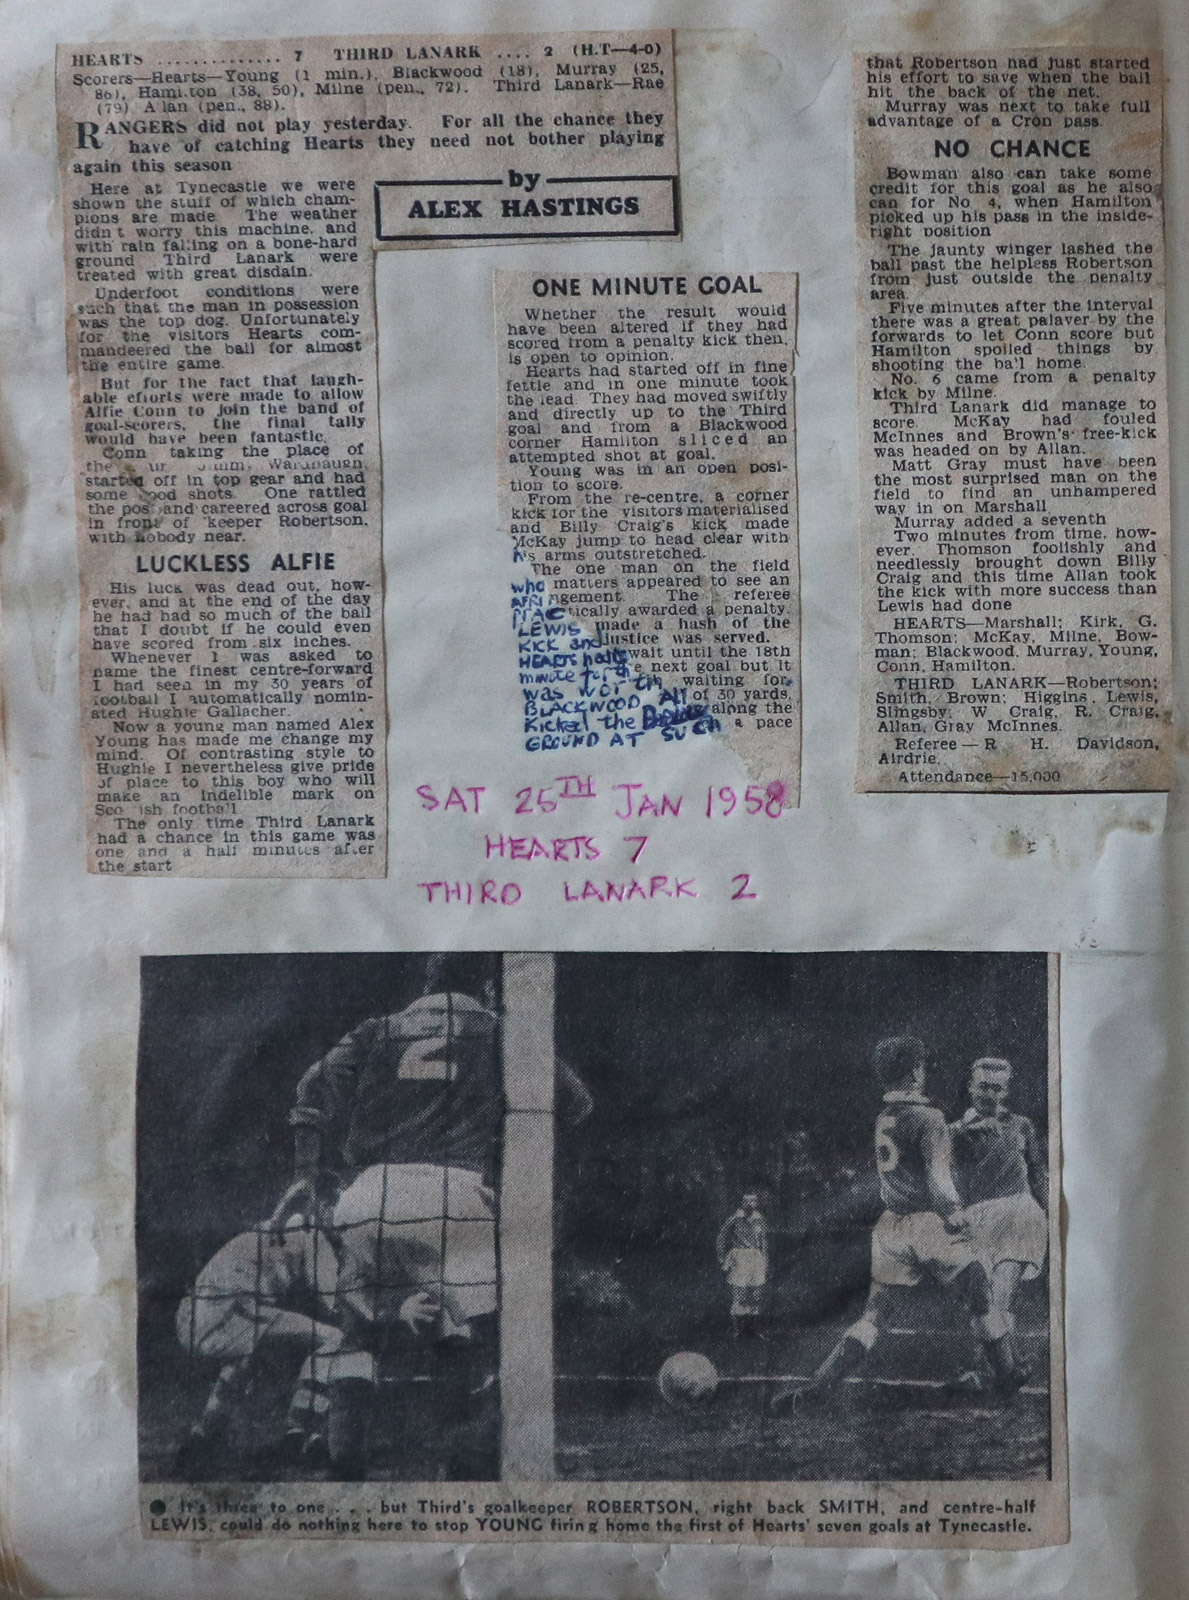 HEARTS .............. 7 THIRD LANARK .... 2 (H.T—4-0)
Scorers—Hearts—Young (1 min.), Blackwood (18), Murray (25,
86), Hamilton (38, 50), Milne (pen., 72). Third Lanark—Rae
(79) Allan (pen., 88).
RANGERS did not play yesterday. For all the chance they
have of catching Hearts they need not bother playing
again this season
by
ALEX HASTINGS
Here at Tynecastle we were
shown the stuff of which cham-
pions are made The weather
didn't worry this machine, and
with rain falling on a bone-hard
ground Third Lanark were
treated with great disdain.
Underfoot conditions were
such that the man in possession
was the top dog. Unfortunately
for the visitors Hearts com-
mandeered the ball for almost
the entire game.
But for the fact that laugh-
able efforts were made to allow
Alfie Conn to join the band of
goal-scorers, the final tally
would have been fantastic.
Conn taking the place of
the
started off in top gear and had
some good shots. One rattled
the post and careered across goal
in front of 'keeper Robertson,
with nobody near.
LUCKLESS ALFIE
His luck was dead out, how-
ever, and at the end of the day
he had had so much of the ball
that I doubt if he could even
have scored from six inches.
Whenever I was asked to
name the finest centre-forward
I had seen in my 30 years of
football I automatically nomin-
ated Hughie Gallacher.
Now a young man named Alex
Young has made me change my
mind. Of contrasting style to
Hughie I nevertheless give pride
of place to this boy who will
make an indelible mark on
Scottish football
The only time Third Lanark
had a chance in this game was
one and a half minutes after
the start
ONE MINUTE GOAL
Whether the result would
have been altered if they had
scored from a penalty kick then,
is open to opinion.
Hearts had started off in fine
fettle and in one minute took
the lead. They had moved swiftly
and directly up to the Third
goal and from a Blackwood
corner Hamilton sliced an
attempted shot at goal.
Young was in an open posi-
tion to score.
From the re-centre, a corner
kick for the visitors materialised
and Billy Craig's kick made
McKay jump to head clear with
his arms outstretched.
The one man on the field
who matters appeared to see an
ngement. The referee
tically awarded a penalty.
LEWIS made a hash of the
KICK and justice was served.
HEARTS had to wait until the 18th
minute for the next goal but it
was worth waiting for.
BLACKWOOD All of 30 yards,
Kicked the along the
GROUND AT SUCH a pace
that Robertson had just started
his effort to save when the ball
hit the back of the net.
Murray was next to take full
advantage of a Cron pass.
NO CHANCE
Bowman also can take some
credit for this goal as he also
can for No 4, when Hamilton
picked up his pass in the inside-
right position
The jaunty winger lashed the
ball past the helpless Robertson
from just outside the penalty
area.
Five minutes after the interval
there was a great palaver by the
forwards to let Conn score but
Hamilton spoiled things by
shooting the ball home.
No. 6 came from a penalty
kick by Milne.
Third Lanark did manage to
score. McKay had fouled
McInnes and Brown's free-kick
was headed on by Allan.
Matt Gray must have been
the most surprised man on the
field to find an unhampered
way in on Marshall
Murray added a seventh
Two minutes from time, how-
ever. Thomson foolishly and
needlessly brought down Billy
Craig and this time Allan took
the kick with more success than
Lewis had done
HEARTS—Marshall; Kirk, G.
Thomson; McKay, Milne, Bow-
man; Blackwood, Murray, Young,
Conn, Hamilton.
THIRD LANARK—Robertson;
Smith, Brown; Higgins, Lewis,
Slingsby; W Craig, R. Craig,
Allan, Gray McInnes.
Referee—R H. Davidson,
Airdrie.
Attendance—15,000
SAT 25TH JAN 1958
HEARTS 7
THIRD LANARK 2
2
5
It's three to one . . . but Third's goalkeeper ROBERTSON, right back SMITH, and centre-half
LEWIS, could do nothing here to stop YOUNG firing home the first of Hearts' seven goals at Tynecastle.